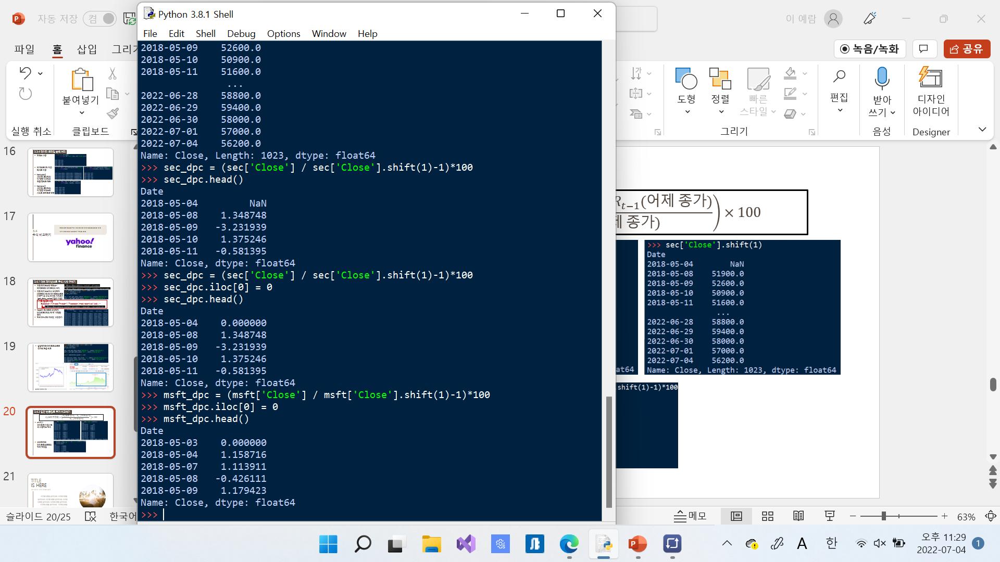 Python 3.8.1 Shell
File Edit Shell Debug Options Window Help
2018-05-09 52600.0
2018-05-10 50900.0
2018-05-11 51600.0
...
2022-06-28 58800.0
2022-06-29 59400.0
2022-06-30 58000.0
2022-07-01 57000.0
2022-07-04 56200.0
Name: Close, Length: 1023, dtype: float64
>>> sec_dpc = (sec['Close'] / sec['Close'].shift(1)-1)*100
>>> sec_dpc.head()
Date
2018-05-04 NaN
2018-05-08 1.348748
2018-05-09 -3.231939
2018-05-10 1.375246
2018-05-11 -0.581395
Name: Close, dtype: float64
>>> sec_dpc = (sec['Close'] / sec['Close'].shift(1)-1)*100
>>> sec_dpc.iloc[0] = 0
>>> sec_dpc.head()
Date
2018-05-04 0.000000
2018-05-08 1.348748
2018-05-09 -3.231939
2018-05-10 1.375246
2018-05-11 -0.581395
Name: Close, dtype: float64
>>> msft_dpc = (msft['Close'] / msft['Close'].shift(1)-1)*100
>>> msft_dpc.iloc[0] = 0
>>> msft_dpc.head()
Date
2018-05-03 0.000000
2018-05-04 1.158716
2018-05-07 1.113911
2018-05-08 -0.426111
2018-05-09 1.179423
Name: Close, dtype: float64
>>>
자동 저장 켬
이 예람
파일 홈 삽입 그리기
녹음/녹화
공유
실행 취소
붙여넣기
클립보드
도형
정렬
빠른
스타일
그리기
편집
받아
쓰기
음성
디자인
아이디어
Designer
16
17
yahoo!
finance
18
19
20
21
TITLE
IS HERE
R_{t-1}(어제 종가)
제 종가)
) × 100
>>> sec['Close'].shift(1)
Date
2018-05-04 NaN
2018-05-08 51900.0
2018-05-09 52600.0
2018-05-10 50900.0
2018-05-11 51600.0
...
2022-06-28 58800.0
2022-06-29 59400.0
2022-06-30 58000.0
2022-07-01 57000.0
2022-07-04 56200.0
Name: Close, Length: 1023, dtype: float64
at64
shift(1)-1)*100
슬라이드 20/25
한국어
메모
63%
A 한
오후 11:29
2022-07-04
1